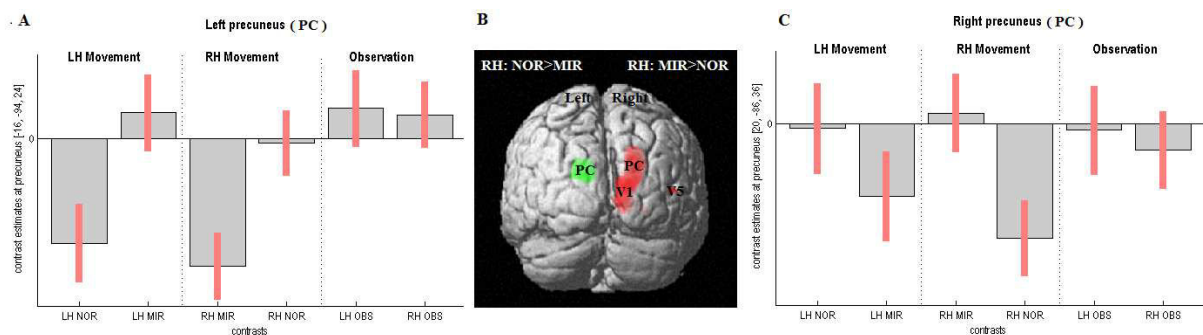 A
Left precuneus ( PC )
LH Movement RH Movement Observation
contrast estimates at precuneus [-16, -94, 24]
0
LH NOR LH MIR RH MIR RH NOR LH OBS RH OBS
contrasts
B
RH: NOR>MIR RH: MIR>NOR
Left Right
PC PC
V1 V5
C
Right precuneus ( PC )
LH Movement RH Movement Observation
contrast estimates at precuneus [20, -86, 36]
0
LH NOR LH MIR RH MIR RH NOR LH OBS RH OBS
contrasts